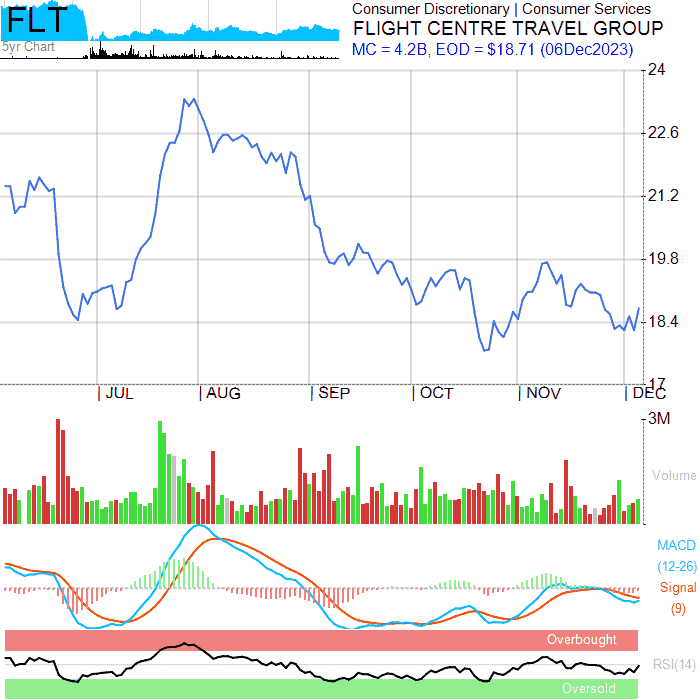 FLT
5yr Chart
Consumer Discretionary | Consumer Services
FLIGHT CENTRE TRAVEL GROUP
MC = 4.2B, EOD = $18.71 (06Dec2023)
24
22.6
21.2
19.8
18.4
17
JUL
AUG
SEP
OCT
NOV
DEC
3M
Volume
MACD
(12-26)
Signal
(9)
Overbought
RSI(14)
Oversold